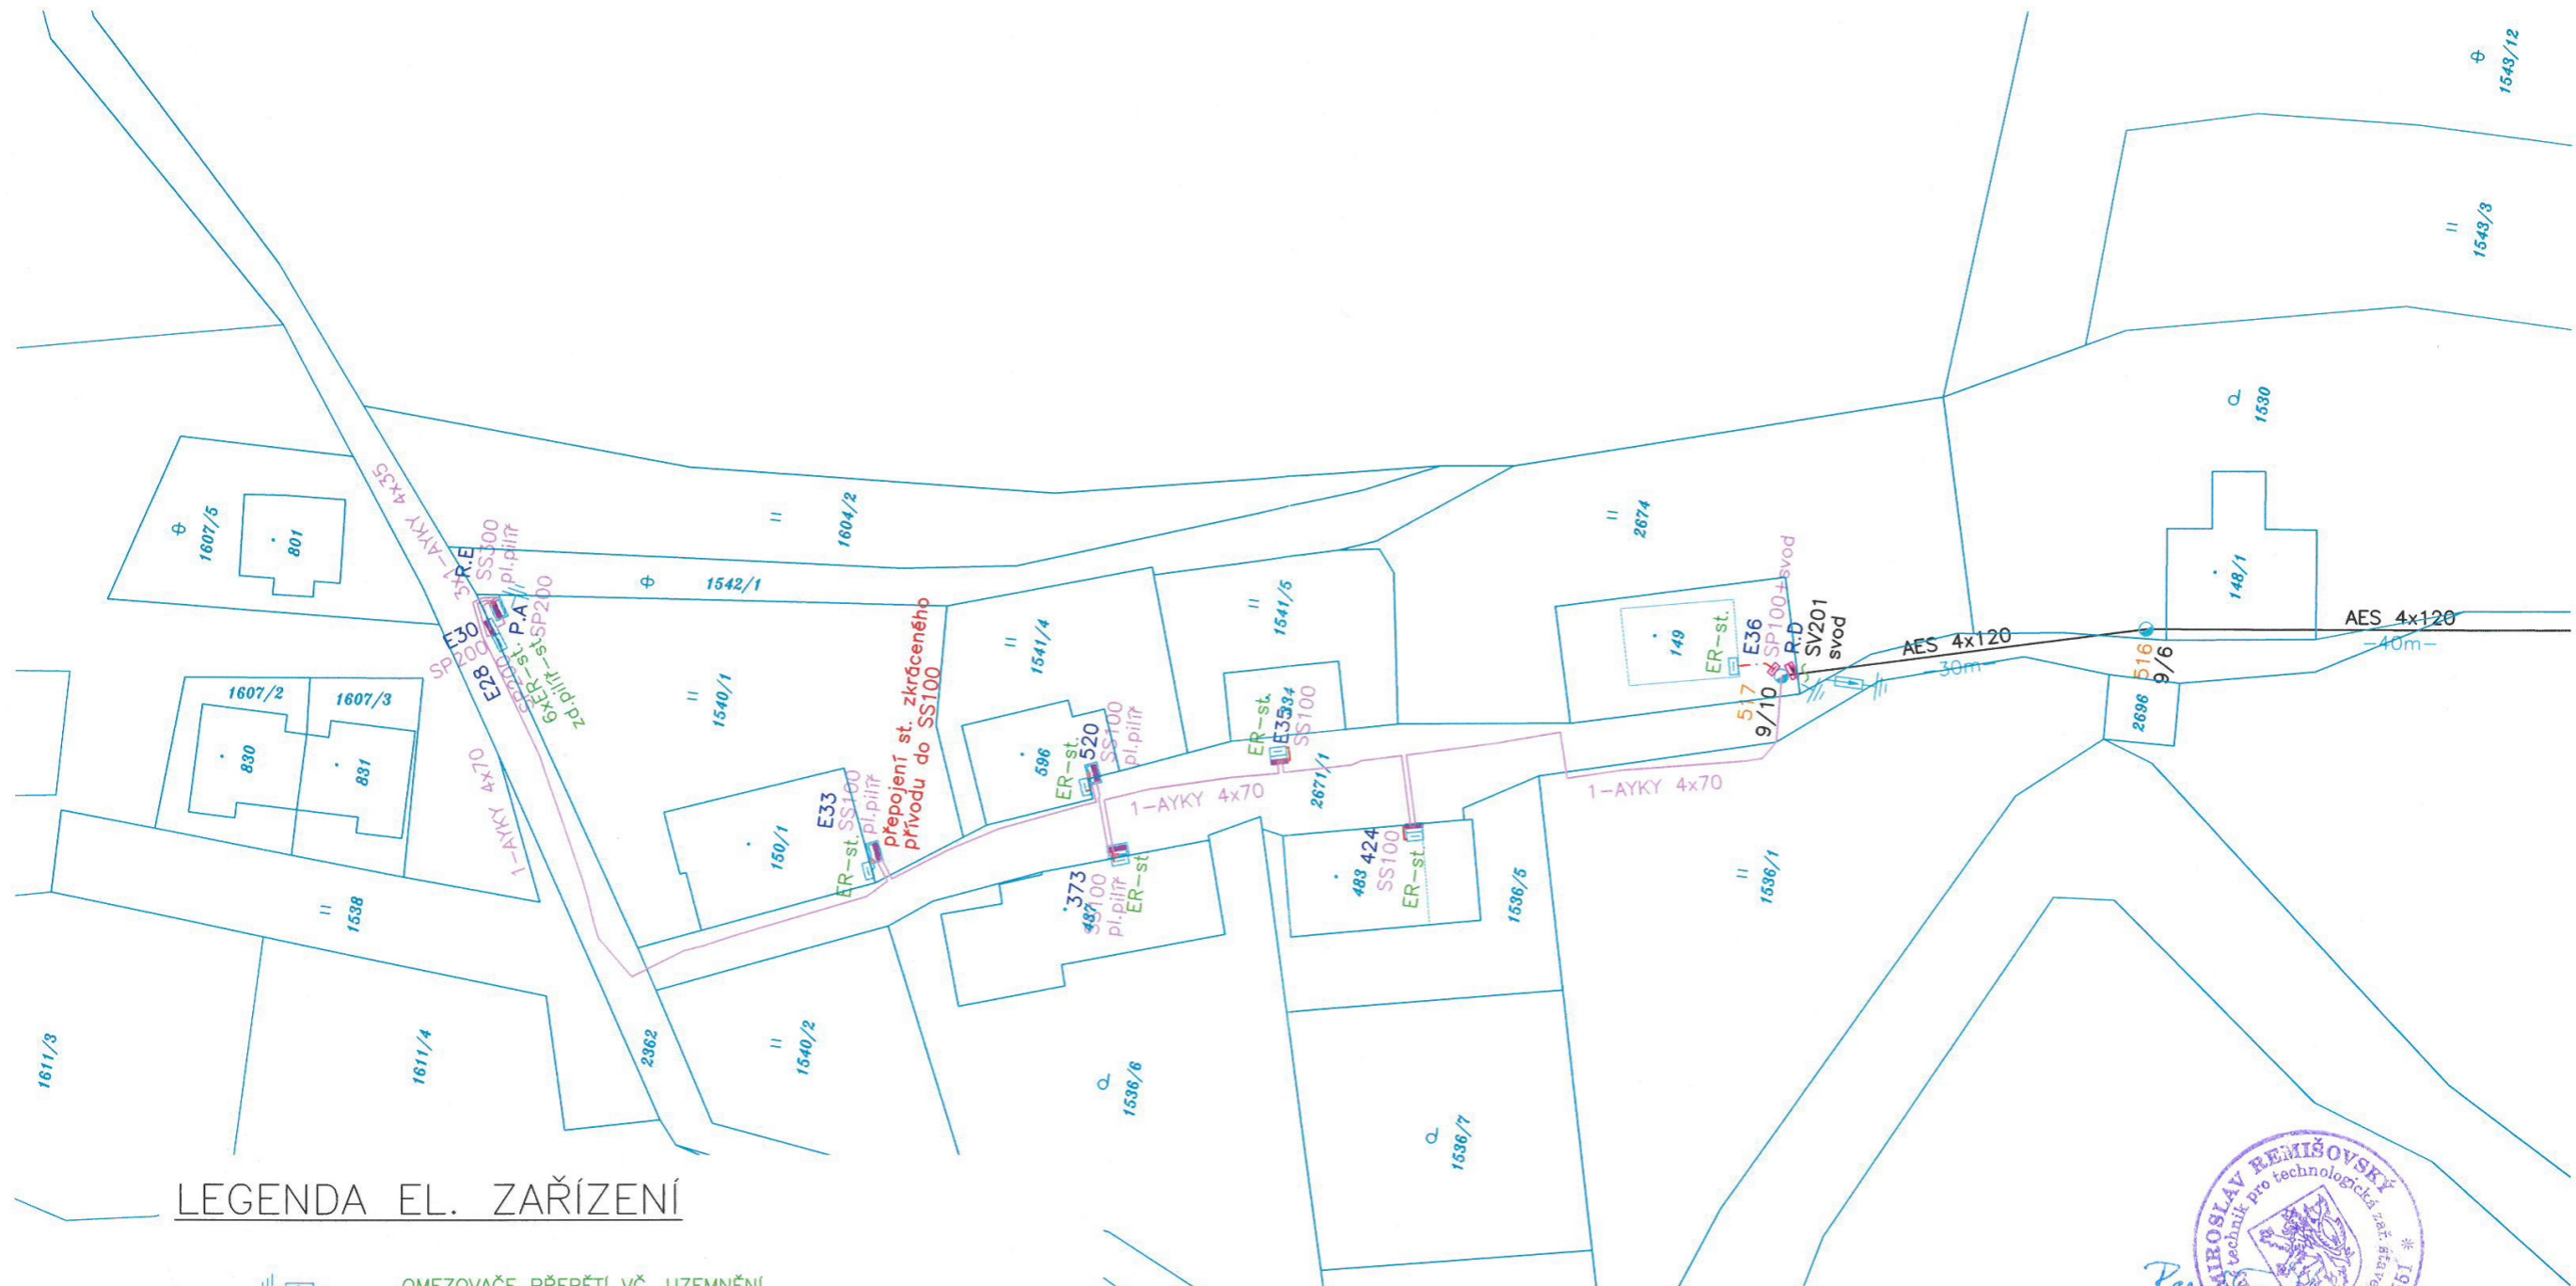 1543/12
1543/3
1530
148/1
AES 4x120
-40m-
516
9/6
2696
AES 4x120
-30m-
2674
149
ER-st.
E36
SP100+svod
R.D
SV201
svod
517
9/10
1-AYKY 4x70
1604/2
1542/1
1607/5
801
1-AYKY 4x35
R.E
SS300
pl.pilíř
E30
SP200
P.A
SP200
E28
SP200
6xER-st.
zd.pilíř-st.
1607/2
1607/3
830
831
1-AYKY 4x70
1540/1
150/1
E33
SS100
pl.pilíř
ER-st.
přepojení st. zkráceného
přívodu do SS100
1541/4
596
ER-st.
520
SS100
pl.pilíř
1541/5
ER-st.
E35
334
SS100
1-AYKY 4x70
2671/1
373
487
SS100
pl.pilíř
ER-st.
483
424
SS100
ER-st.
1536/5
1536/1
1538
1611/3
1611/4
2362
1540/2
1536/6
1536/7
LEGENDA EL. ZAŘÍZENÍ
OMEZOVAČE PŘEPĚTÍ VČ. UZEMNĚNÍ
MIROSLAV REMIŠOVSKÝ
technik pro technologická zař.